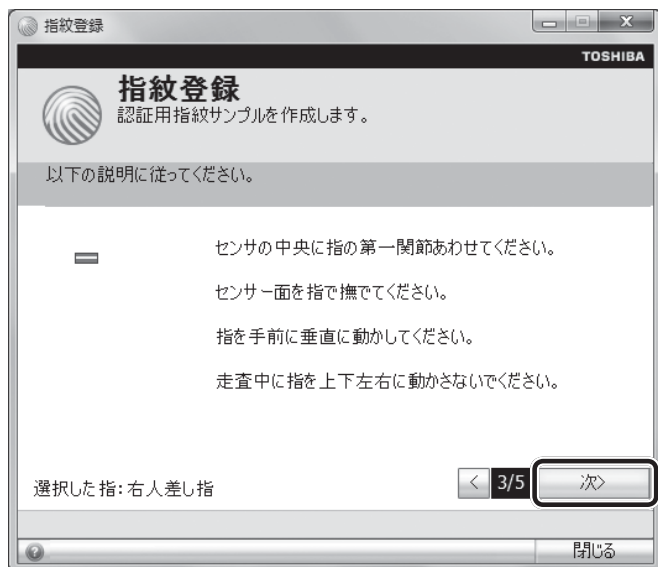 指紋登録
TOSHIBA
指紋登録
認証用指紋サンプルを作成します。
以下の説明に従ってください。
センサの中央に指の第一関節あわせてください。
センサー面を指で撫でてください。
指を手前に垂直に動かしてください。
走査中に指を上下左右に動かさないでください。
選択した指:右人差し指
< 3/5 次>
? 閉じる